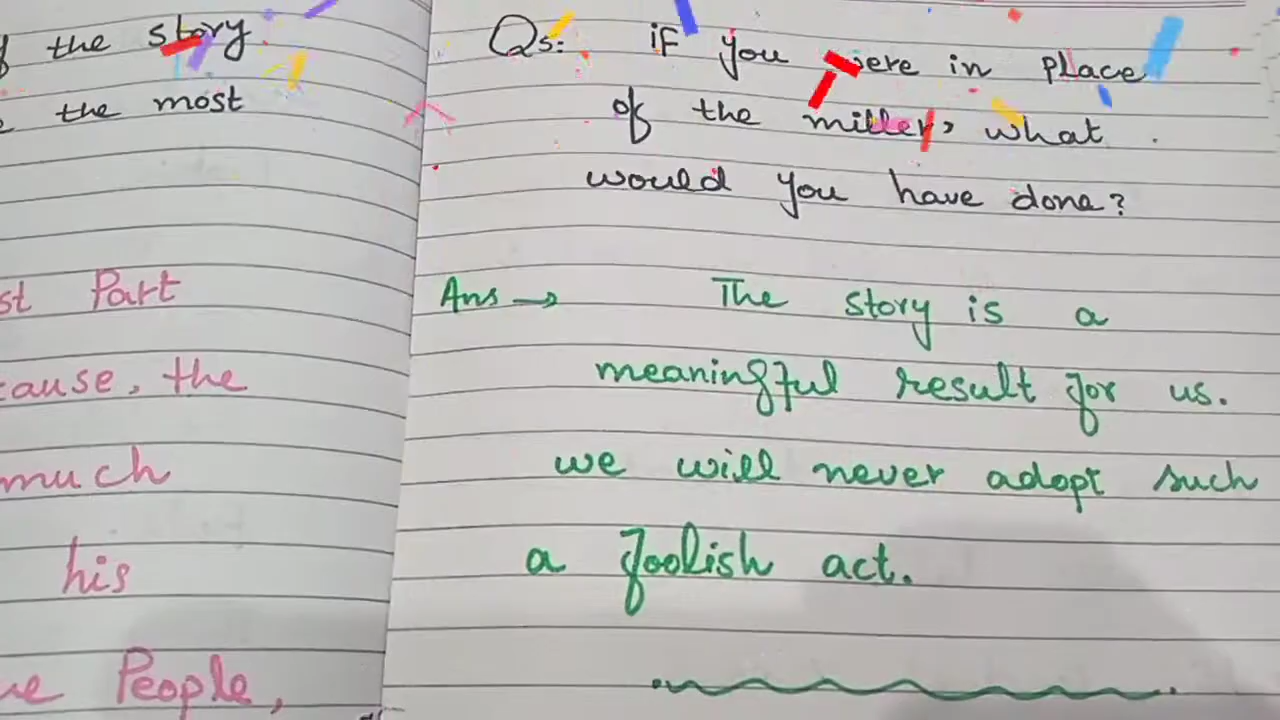 the story.
the most
st Part
cause, the
much
his
People,
Qs: if you were in place
of the miller, what
would you have done?
Ans → The story is a
meaningful result for us.
we will never adopt such
a foolish act.